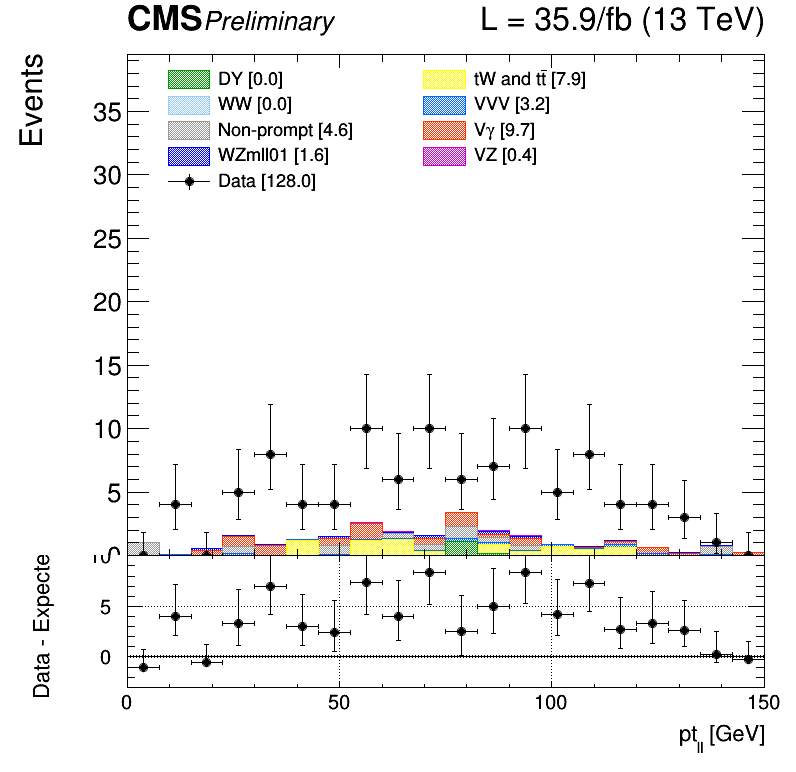 CMS Preliminary L = 35.9/fb (13 TeV)
Events
DY [0.0]
WW [0.0]
Non-prompt [4.6]
WZmll01 [1.6]
Data [128.0]
tW and tt̄ [7.9]
VVV [3.2]
Vγ [9.7]
VZ [0.4]
35
30
25
20
15
10
5
0
Data - Expecte
10
5
0
0 50 100 150
pt_ll [GeV]